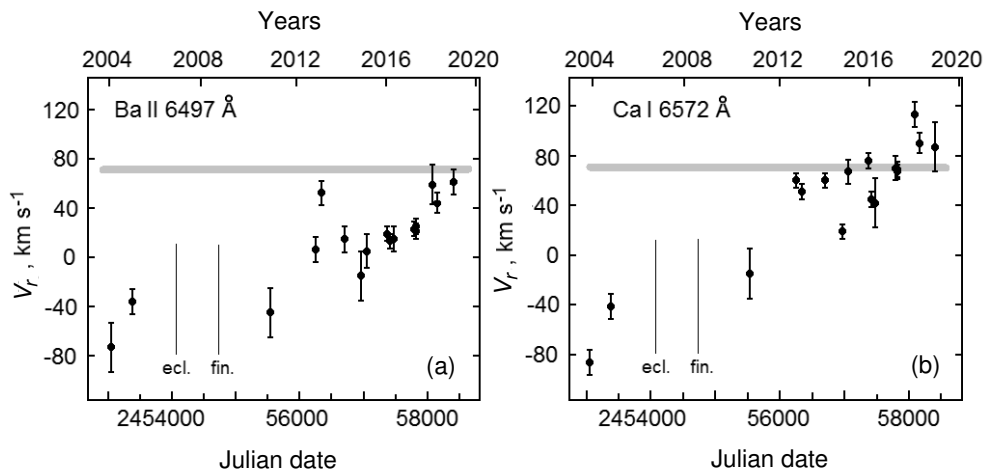 Years
2004 2008 2012 2016 2020
Ba II 6497 Å
120
80
40
0
-40
-80
V_r , km s^-1
ecl. fin.
(a)
2454000 56000 58000
Julian date
Years
2004 2008 2012 2016 2020
Ca I 6572 Å
120
80
40
0
-40
-80
V_r , km s^-1
ecl. fin.
(b)
2454000 56000 58000
Julian date